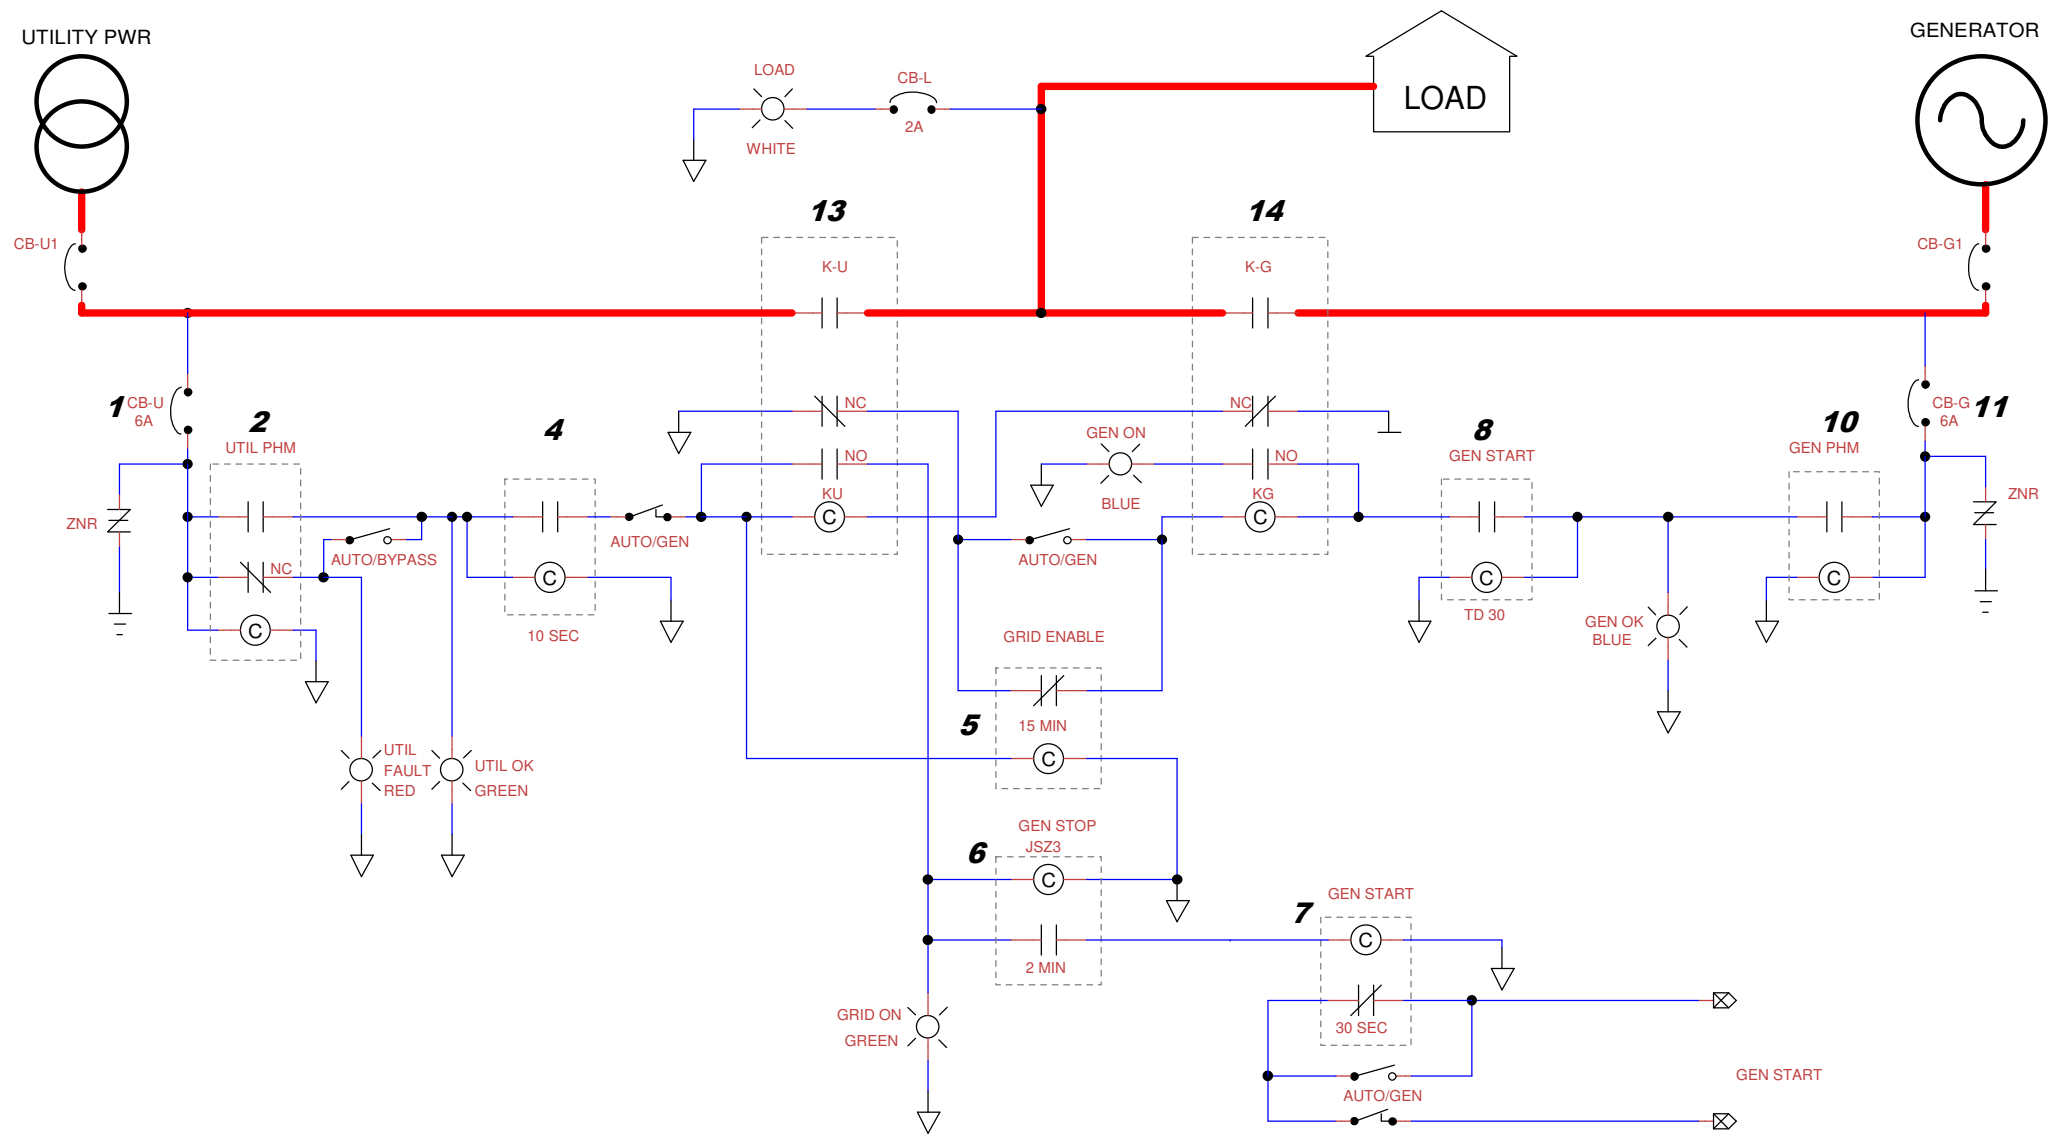 UTILITY PWR
GENERATOR
LOAD
CB-L
2A
WHITE
LOAD
13
14
CB-U1
CB-G1
K-U
K-G
1
CB-U
6A
2
UTIL PHM
4
NC
NC
GEN ON
8
GEN START
10
GEN PHM
CB-G
6A
11
NO
NO
BLUE
KU
C
KG
C
ZNR
ZNR
AUTO/BYPASS
AUTO/GEN
AUTO/GEN
NC
C
C
C
C
TD 30
10 SEC
GEN OK
BLUE
GRID ENABLE
5
15 MIN
C
UTIL
FAULT
RED
UTIL OK
GREEN
GEN STOP
JSZ3
6
C
2 MIN
GEN START
7
C
30 SEC
GRID ON
GREEN
AUTO/GEN
GEN START